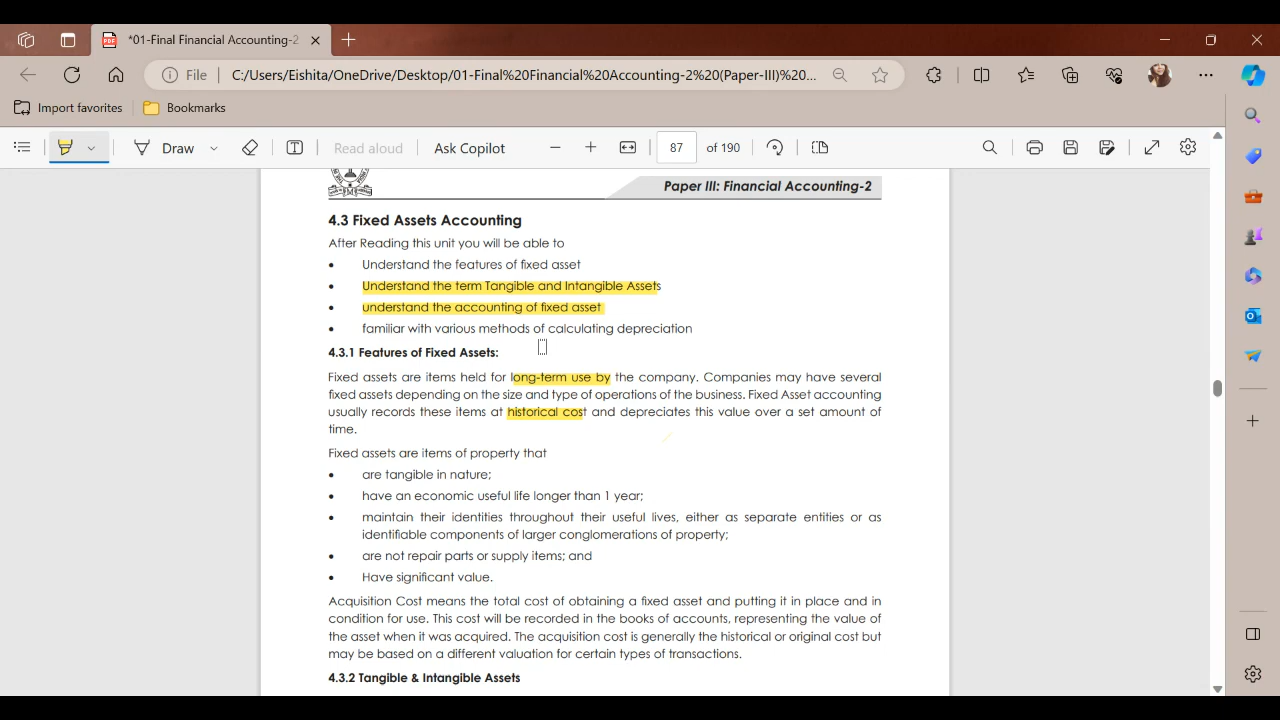 *01-Final Financial Accounting-2
File
C:/Users/Eishita/OneDrive/Desktop/01-Final%20Financial%20Accounting-2%20(Paper-III)%20...
Import favorites
Bookmarks
Draw
Read aloud
Ask Copilot
87
of 190
Paper III: Financial Accounting-2
4.3 Fixed Assets Accounting
After Reading this unit you will be able to
• Understand the features of fixed asset
• Understand the term Tangible and Intangible Assets
• understand the accounting of fixed asset
• familiar with various methods of calculating depreciation
4.3.1 Features of Fixed Assets:
Fixed assets are items held for long-term use by the company. Companies may have several
fixed assets depending on the size and type of operations of the business. Fixed Asset accounting
usually records these items at historical cost and depreciates this value over a set amount of
time.
Fixed assets are items of property that
• are tangible in nature;
• have an economic useful life longer than 1 year;
• maintain their identities throughout their useful lives, either as separate entities or as
identifiable components of larger conglomerations of property;
• are not repair parts or supply items; and
• Have significant value.
Acquisition Cost means the total cost of obtaining a fixed asset and putting it in place and in
condition for use. This cost will be recorded in the books of accounts, representing the value of
the asset when it was acquired. The acquisition cost is generally the historical or original cost but
may be based on a different valuation for certain types of transactions.
4.3.2 Tangible & Intangible Assets